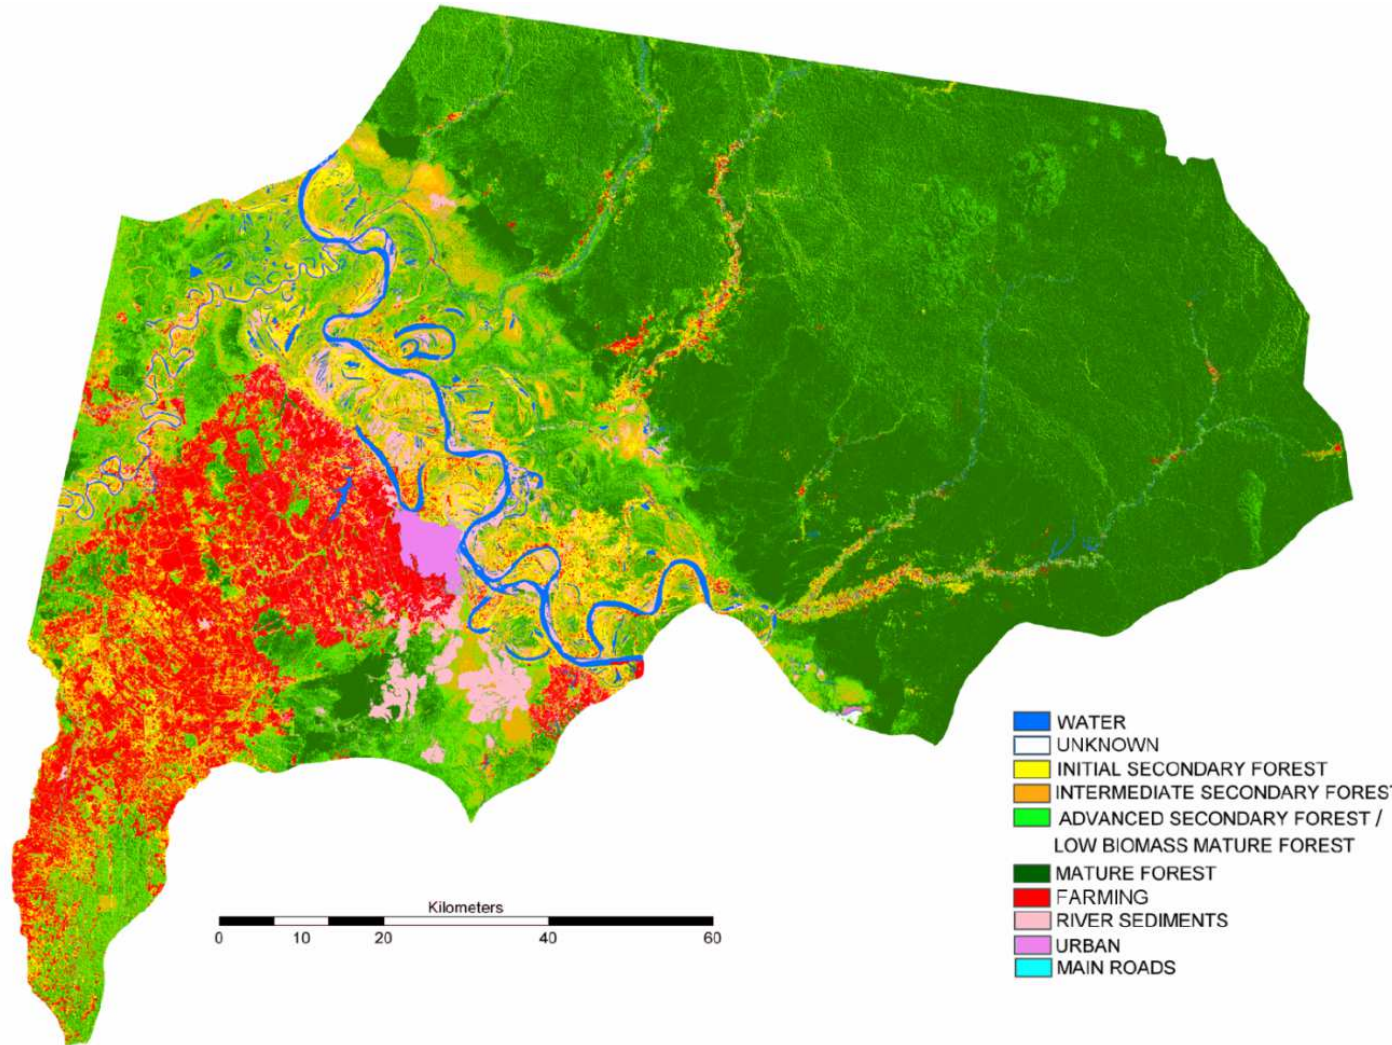 WATER
UNKNOWN
INITIAL SECONDARY FOREST
INTERMEDIATE SECONDARY FOREST
ADVANCED SECONDARY FOREST /
LOW BIOMASS MATURE FOREST
MATURE FOREST
FARMING
RIVER SEDIMENTS
URBAN
MAIN ROADS
Kilometers
0 10 20 40 60